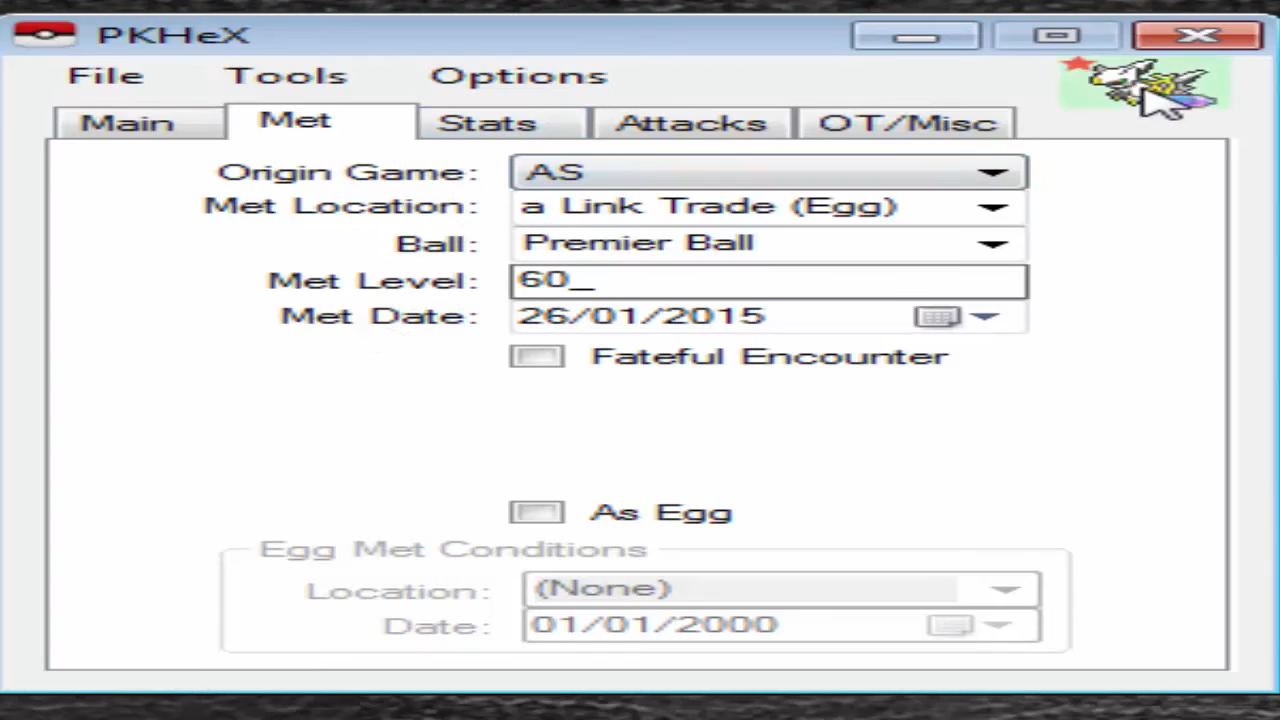 PKHeX
File Tools Options
Main Met Stats Attacks OT/Misc
Origin Game: AS
Met Location: a Link Trade (Egg)
Ball: Premier Ball
Met Level: 60_
Met Date: 26/01/2015
Fateful Encounter
As Egg
Egg Met Conditions
Location: (None)
Date: 01/01/2000